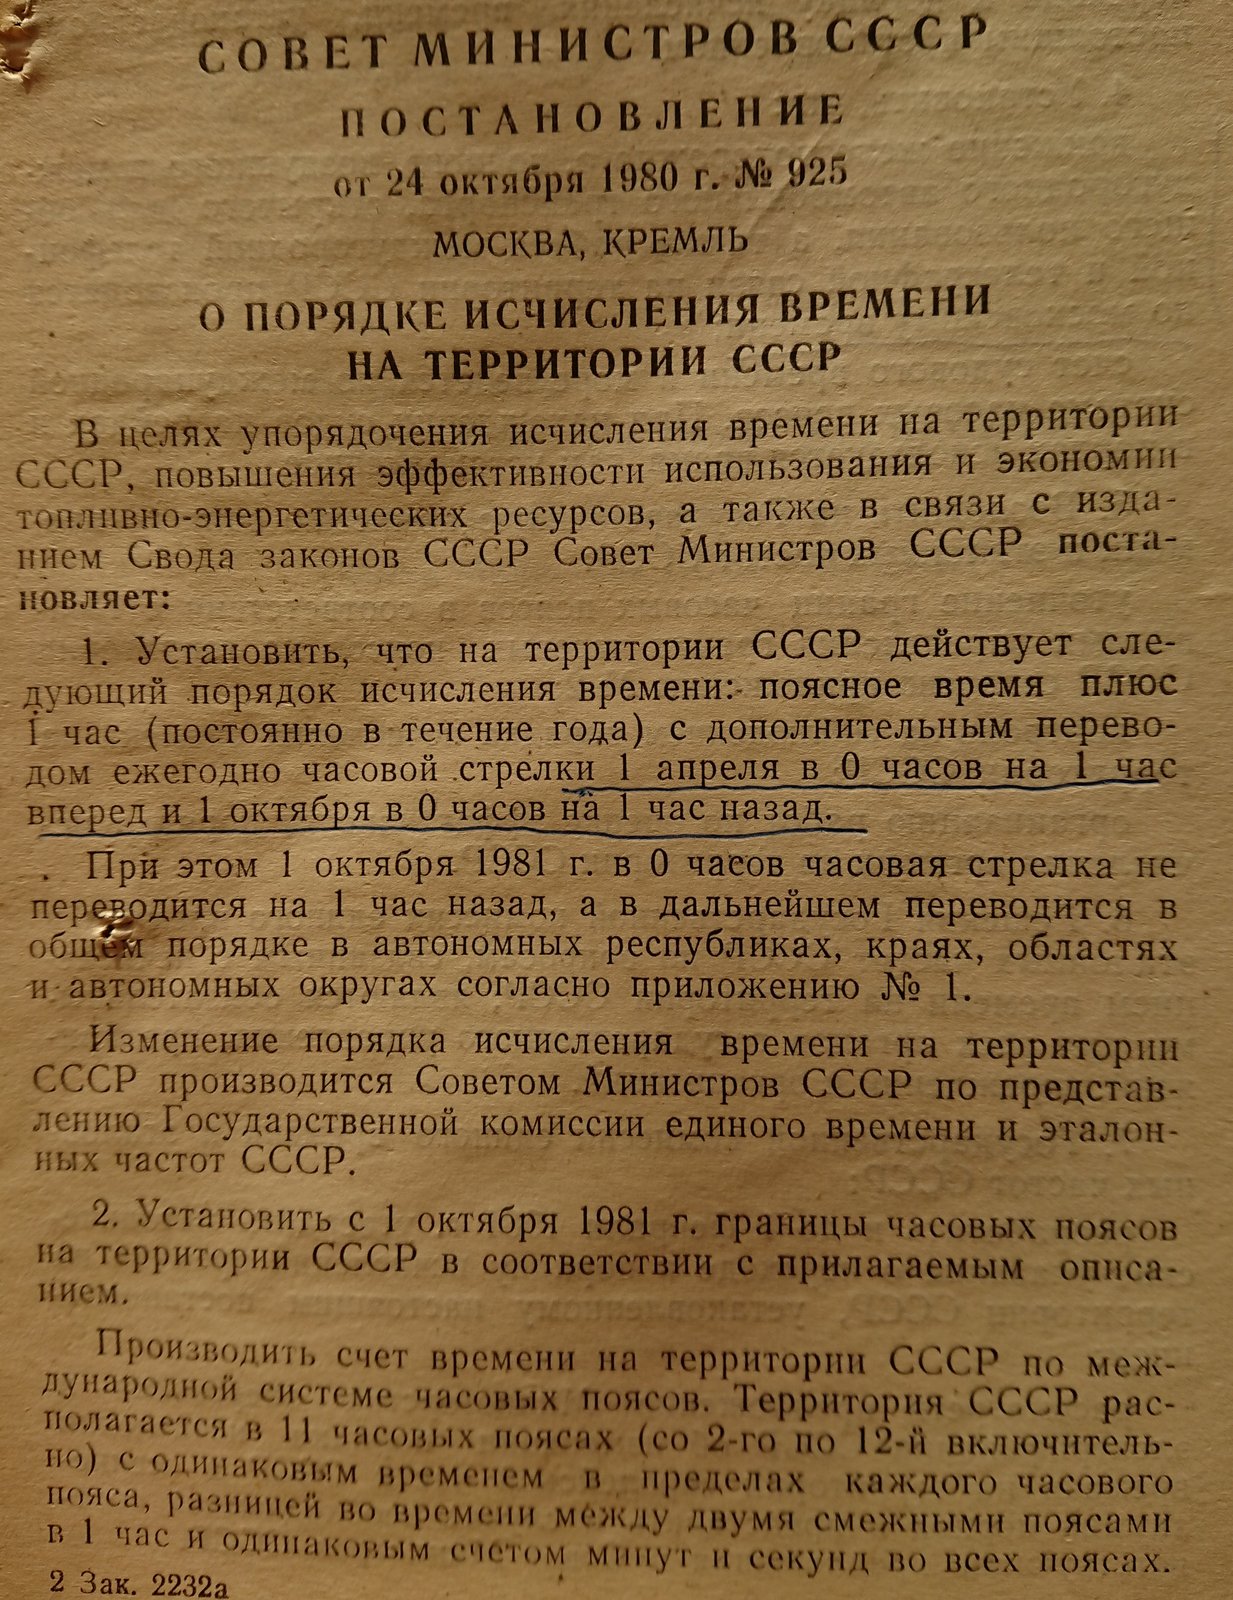 СОВЕТ МИНИСТРОВ СССР
ПОСТАНОВЛЕНИЕ
от 24 октября 1980 г. № 925
МОСКВА, КРЕМЛЬ
О ПОРЯДКЕ ИСЧИСЛЕНИЯ ВРЕМЕНИ
НА ТЕРРИТОРИИ СССР
В целях упорядочения исчисления времени на территории
СССР, повышения эффективности использования и экономии
топливно-энергетических ресурсов, а также в связи с изда-
нием Свода законов СССР Совет Министров СССР поста-
новляет:
1. Установить, что на территории СССР действует сле-
дующий порядок исчисления времени: поясное время плюс
1 час (постоянно в течение года) с дополнительным перево-
дом ежегодно часовой стрелки 1 апреля в 0 часов на 1 час
вперед и 1 октября в 0 часов на 1 час назад.
При этом 1 октября 1981 г. в 0 часов часовая стрелка не
переводится на 1 час назад, а в дальнейшем переводится в
общем порядке в автономных республиках, краях, областях
и автономных округах согласно приложению № 1.
Изменение порядка исчисления времени на территории
СССР производится Советом Министров СССР по представ-
лению Государственной комиссии единого времени и эталон-
ных частот СССР.
2. Установить с 1 октября 1981 г. границы часовых поясов
на территории СССР в соответствии с прилагаемым описа-
нием.
Производить счет времени на территории СССР по меж-
дународной системе часовых поясов. Территория СССР рас-
полагается в 11 часовых поясах (со 2-го по 12-й включитель-
но) с одинаковым временем в пределах каждого часового
пояса, разницей во времени между двумя смежными поясами
в 1 час и одинаковым счетом минут и секунд во всех поясах.
2 Зак. 2232а